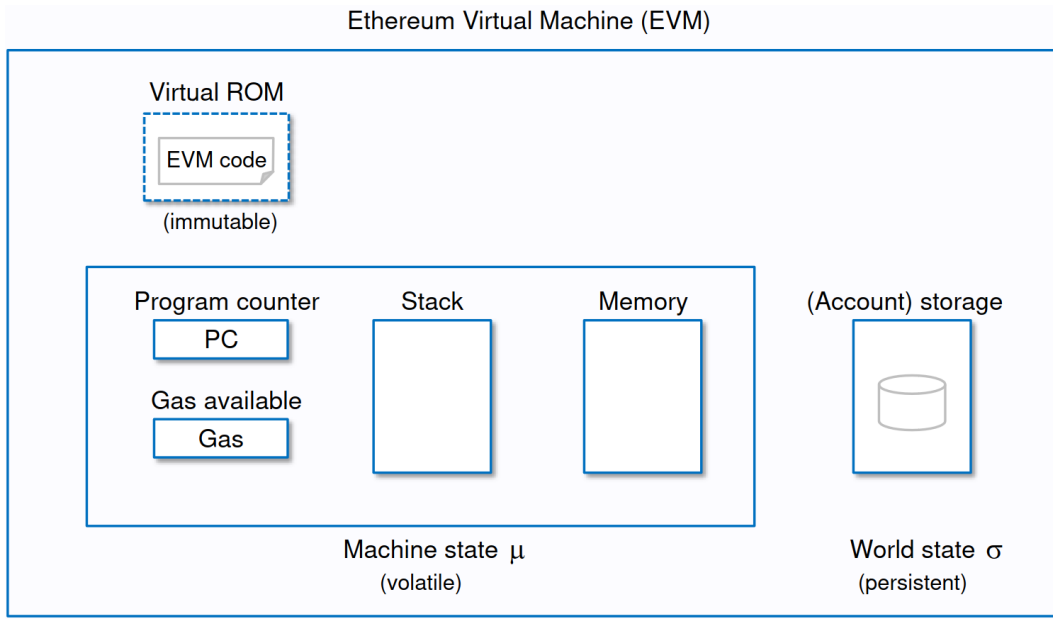 Ethereum Virtual Machine (EVM)
Virtual ROM
EVM code
(immutable)
Program counter
PC
Gas available
Gas
Stack
Memory
(Account) storage
Machine state μ
(volatile)
World state σ
(persistent)